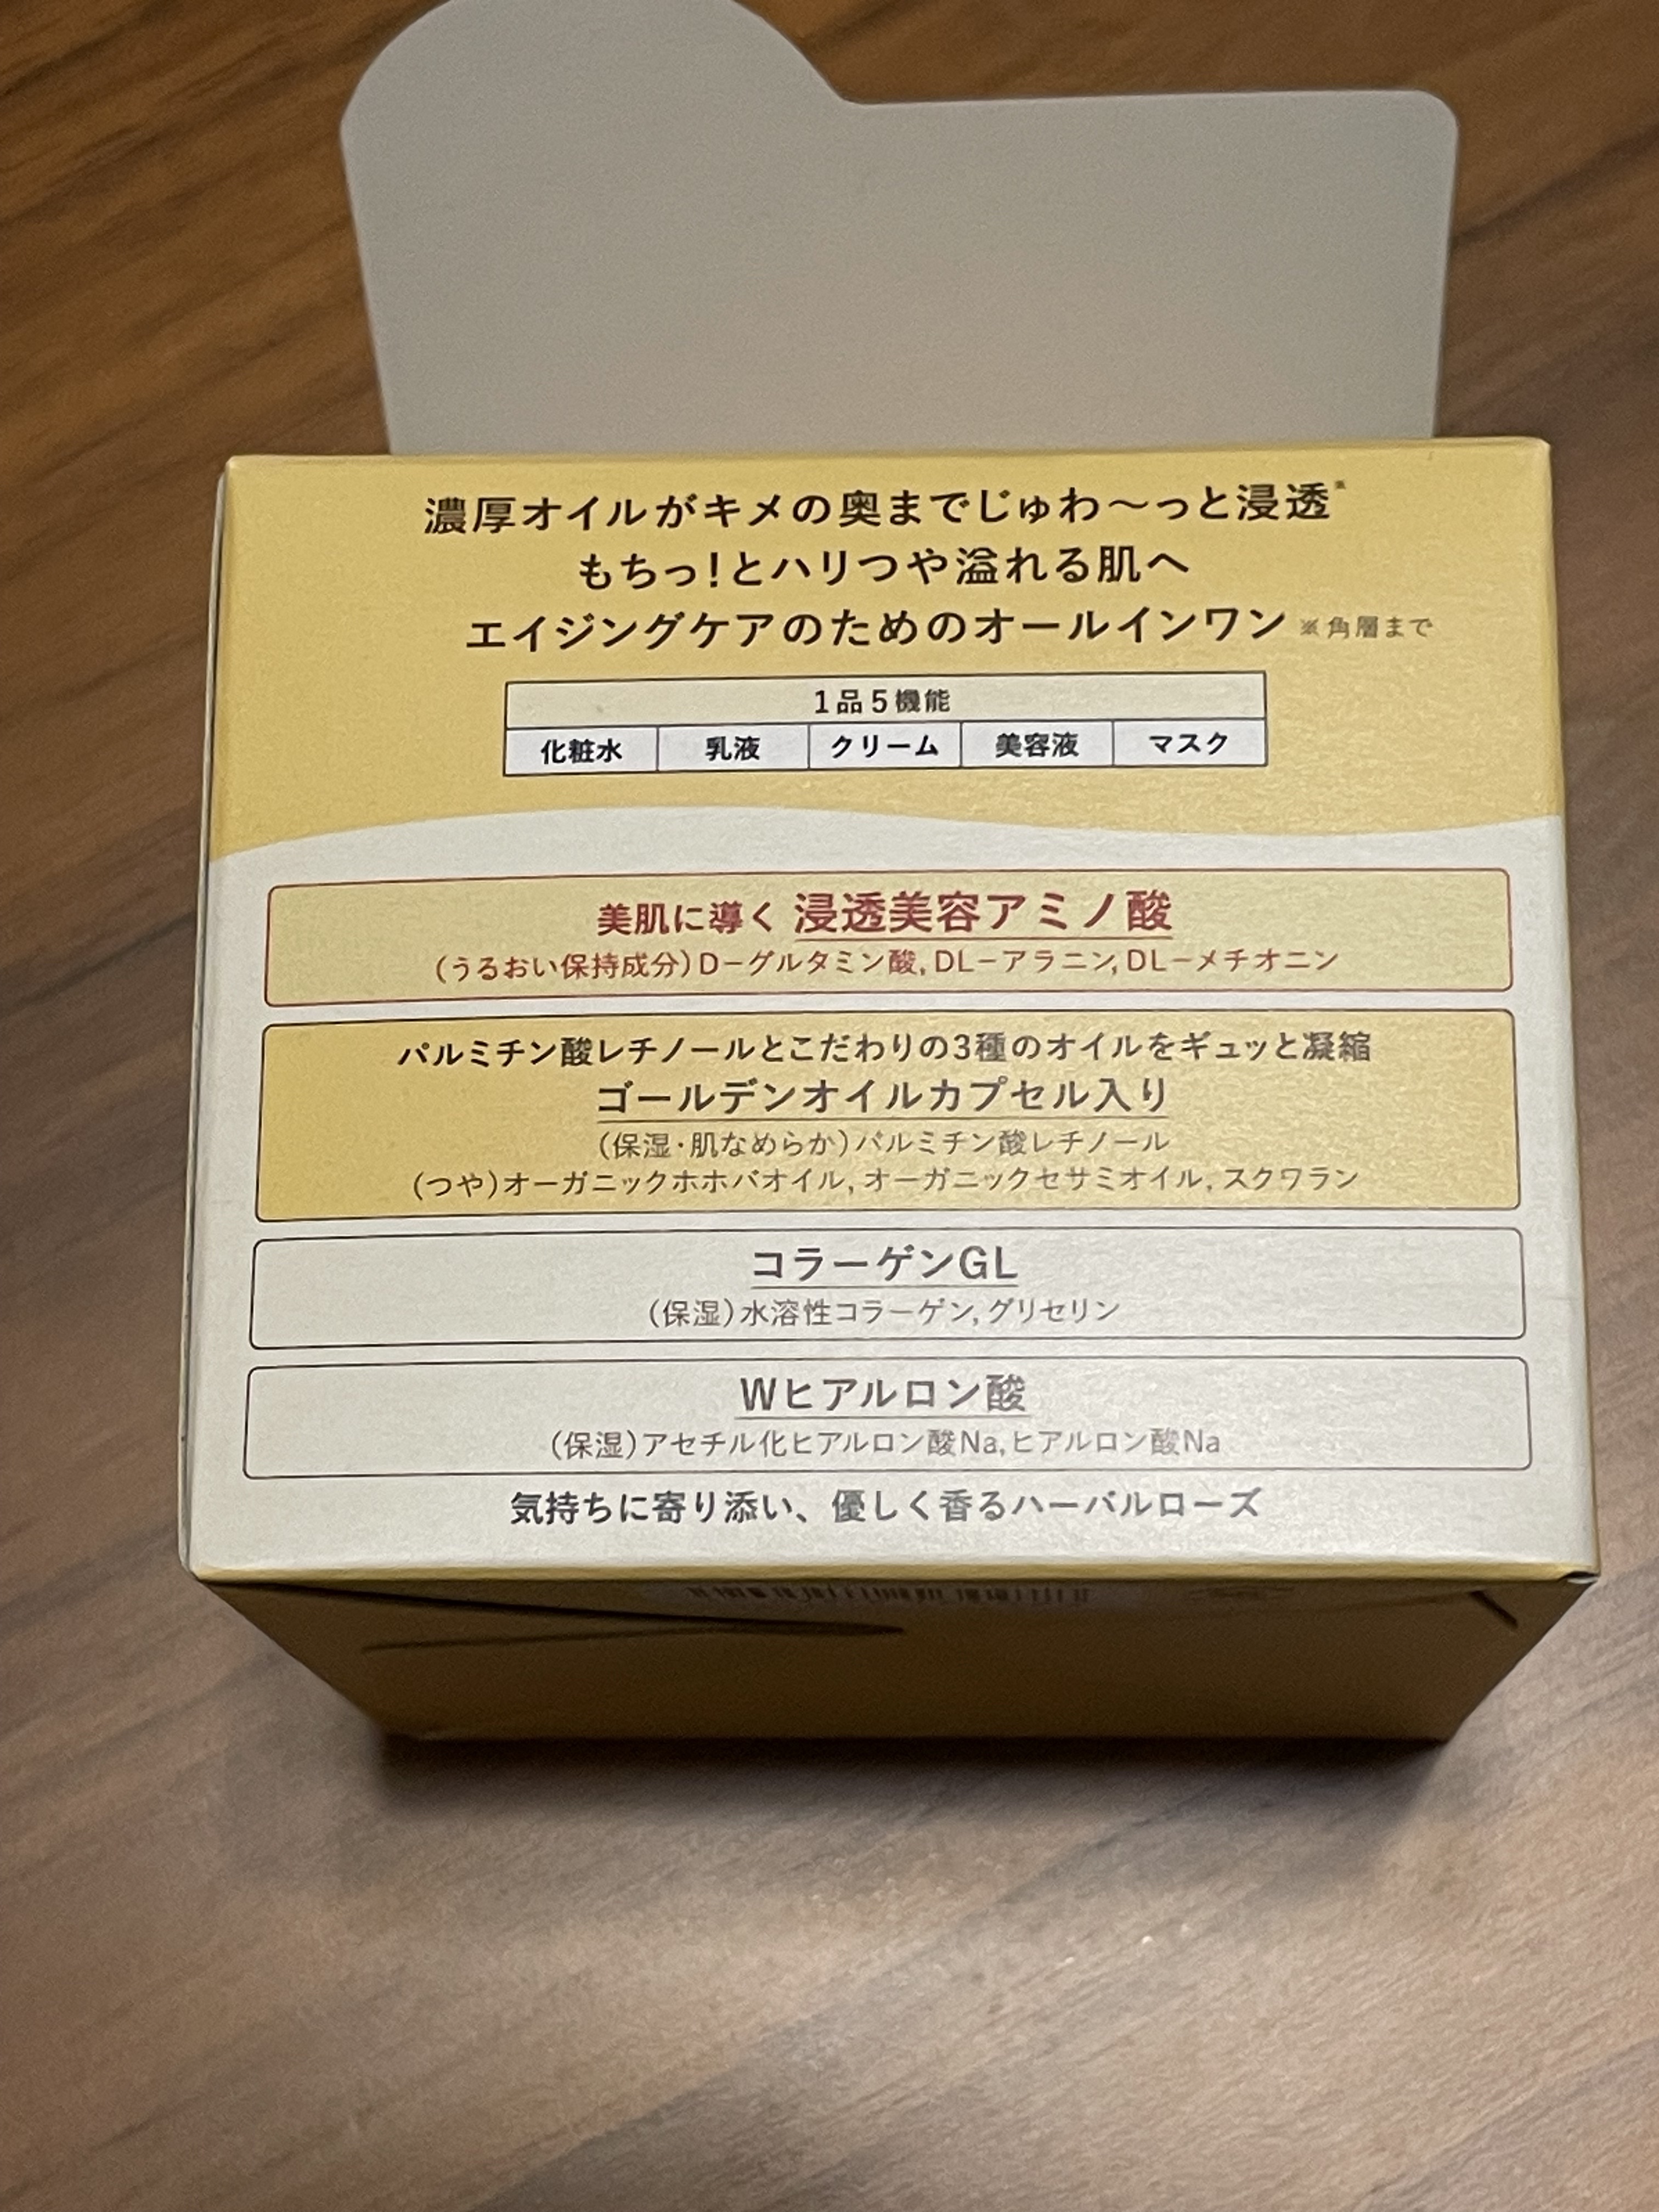 濃厚オイルがキメの奥までじゅわ〜っと浸透※
もちっ!とハリつや溢れる肌へ
エイジングケアのためのオールインワン ※角層まで
1品5機能
化粧水 乳液 クリーム 美容液 マスク
美肌に導く 浸透美容アミノ酸
(うるおい保持成分)D−グルタミン酸,DL−アラニン,DL−メチオニン
パルミチン酸レチノールとこだわりの3種のオイルをギュッと凝縮
ゴールデンオイルカプセル入り
(保湿・肌なめらか)パルミチン酸レチノール
(つや)オーガニックホホバオイル,オーガニックセサミオイル,スクワラン
コラーゲンGL
(保湿)水溶性コラーゲン,グリセリン
Wヒアルロン酸
(保湿)アセチル化ヒアルロン酸Na,ヒアルロン酸Na
気持ちに寄り添い、優しく香るハーバルローズ